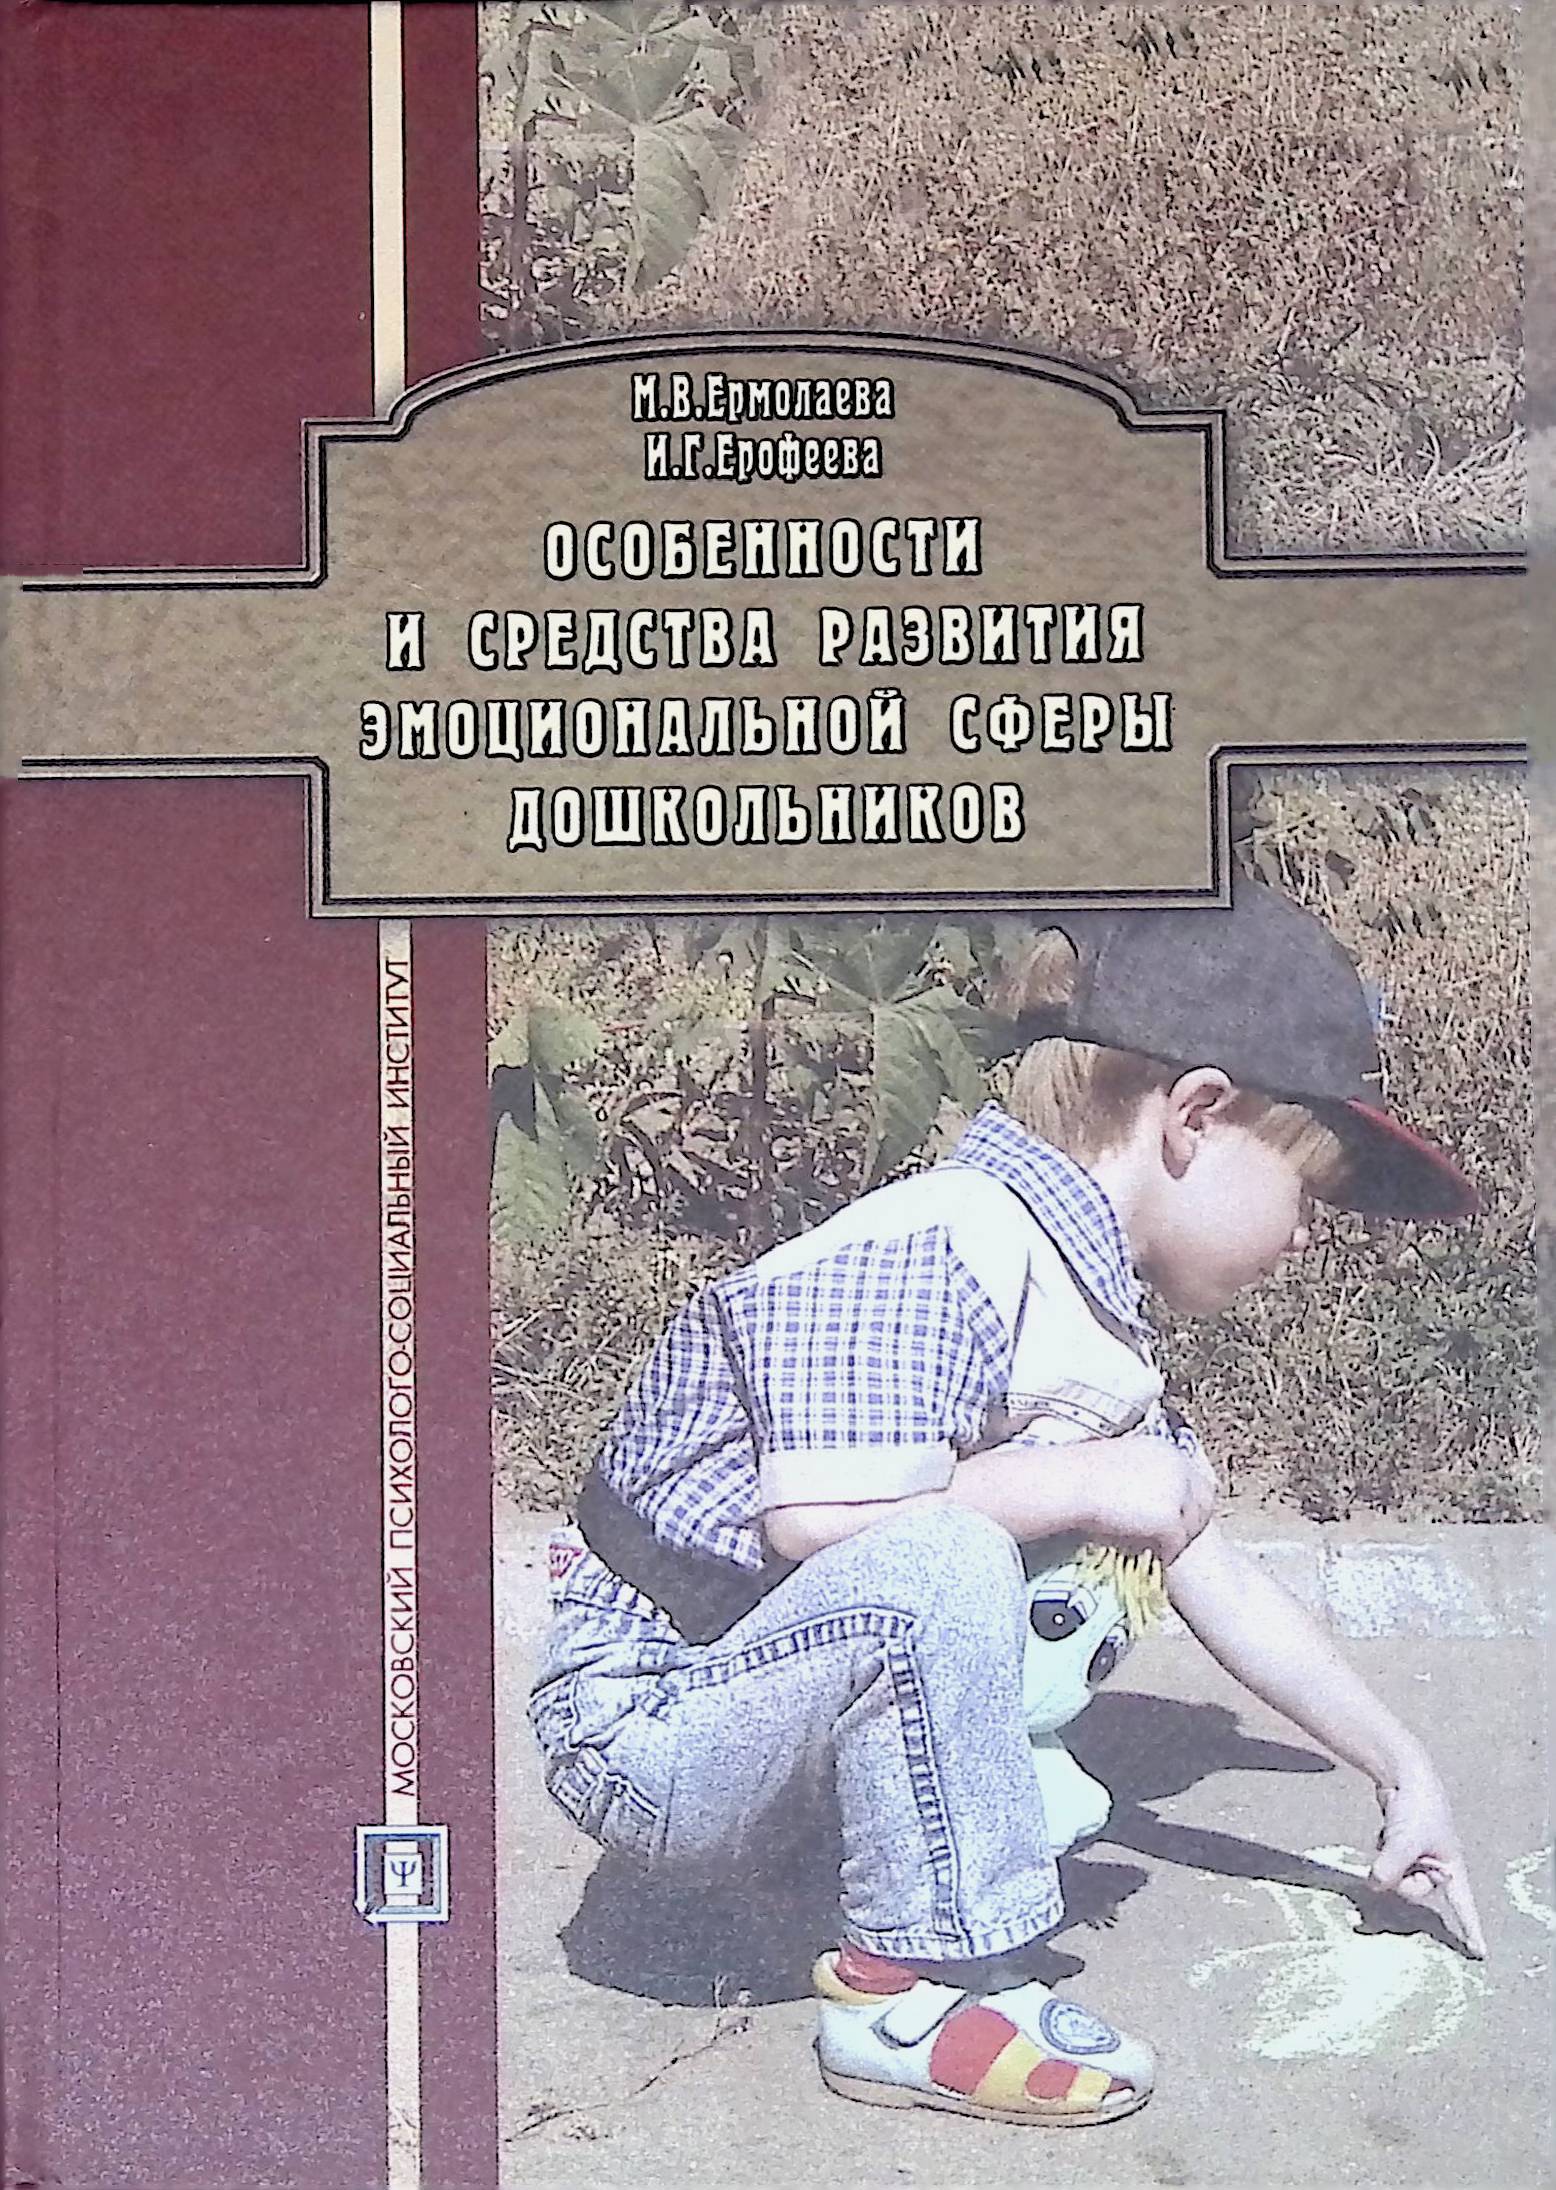 М.В.Ермолаева
И.Г.Ерофеева
ОСОБЕННОСТИ
И СРЕДСТВА РАЗВИТИЯ
ЭМОЦИОНАЛЬНОЙ СФЕРЫ
ДОШКОЛЬНИКОВ
МОСКОВСКИЙ ПСИХОЛОГО-СОЦИАЛЬНЫЙ ИНСТИТУТ
Ψ